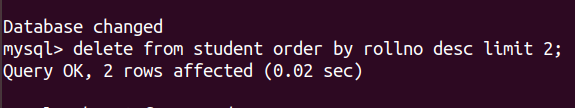 Database changed
mysql> delete from student order by rollno desc limit 2;
Query OK, 2 rows affected (0.02 sec)